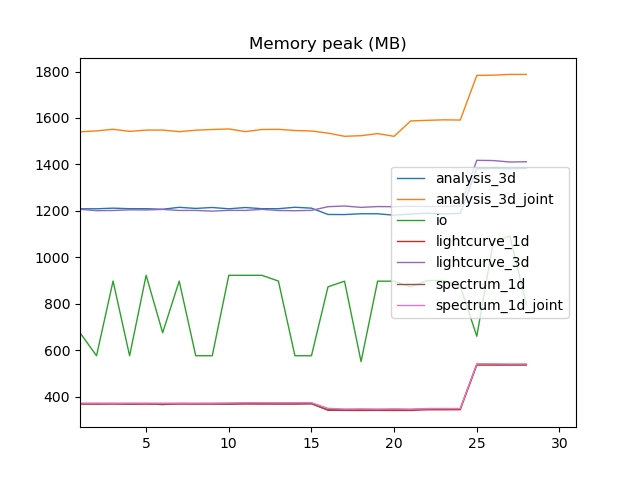 Memory peak (MB)
1800
1600
1400
1200
1000
800
600
400
analysis_3d
analysis_3d_joint
io
lightcurve_1d
lightcurve_3d
spectrum_1d
spectrum_1d_joint
5 10 15 20 25 30